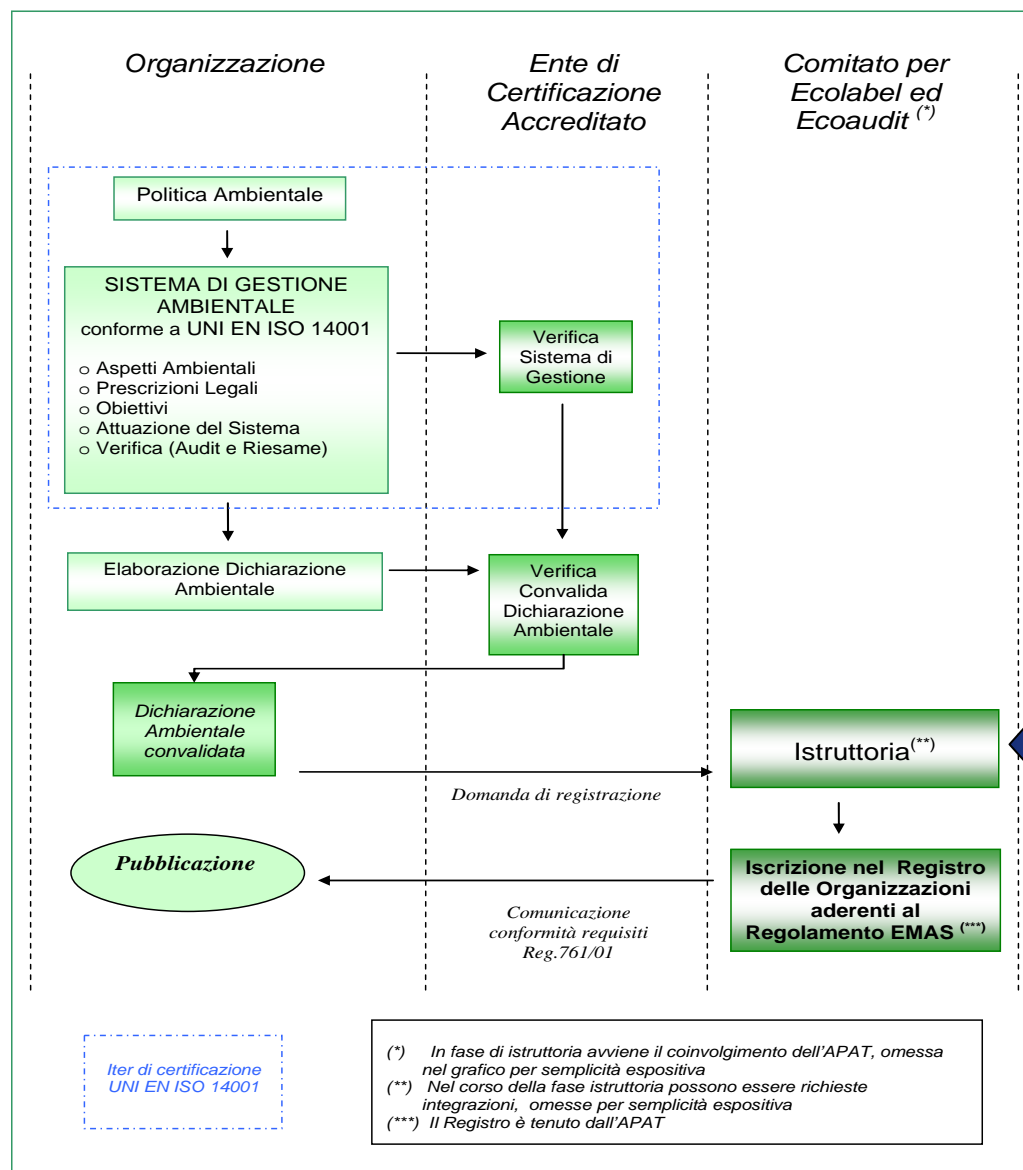 Organizzazione
Ente di
Certificazione
Accreditato
Comitato per
Ecolabel ed
Ecoaudit (*)
Politica Ambientale
SISTEMA DI GESTIONE
AMBIENTALE
conforme a UNI EN ISO 14001
o Aspetti Ambientali
o Prescrizioni Legali
o Obiettivi
o Attuazione del Sistema
o Verifica (Audit e Riesame)
Verifica
Sistema di
Gestione
Elaborazione Dichiarazione
Ambientale
Verifica
Convalida
Dichiarazione
Ambientale
Dichiarazione
Ambientale
convalidata
Istruttoria(**)
Domanda di registrazione
Pubblicazione
Iscrizione nel Registro
delle Organizzazioni
aderenti al
Regolamento EMAS (***)
Comunicazione
conformità requisiti
Reg.761/01
Iter di certificazione
UNI EN ISO 14001
(*) In fase di istruttoria avviene il coinvolgimento dell'APAT, omessa
nel grafico per semplicità espositiva
(**) Nel corso della fase istruttoria possono essere richieste
integrazioni, omesse per semplicità espositiva
(***) Il Registro è tenuto dall'APAT